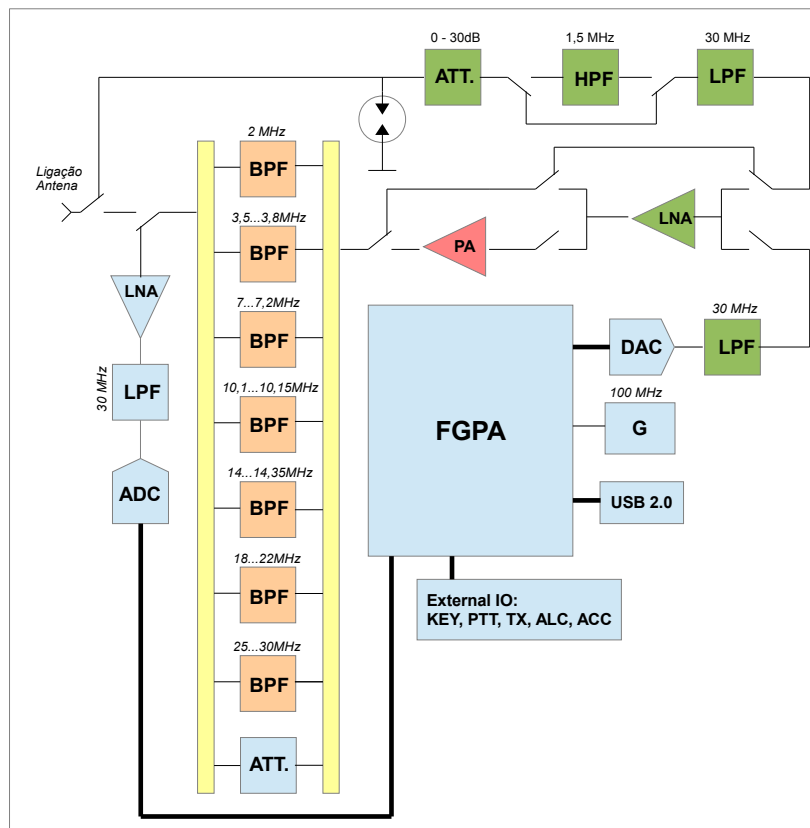 0 - 30dB
1,5 MHz
30 MHz
ATT.
HPF
LPF
2 MHz
BPF
Ligação
Antena
3,5...3,8MHz
BPF
PA
LNA
LNA
7...7,2MHz
BPF
30 MHz
DAC
LPF
30 MHz
LPF
10,1...10,15MHz
BPF
FGPA
100 MHz
G
ADC
14...14,35MHz
BPF
USB 2.0
18...22MHz
BPF
External IO:
KEY, PTT, TX, ALC, ACC
25...30MHz
BPF
ATT.